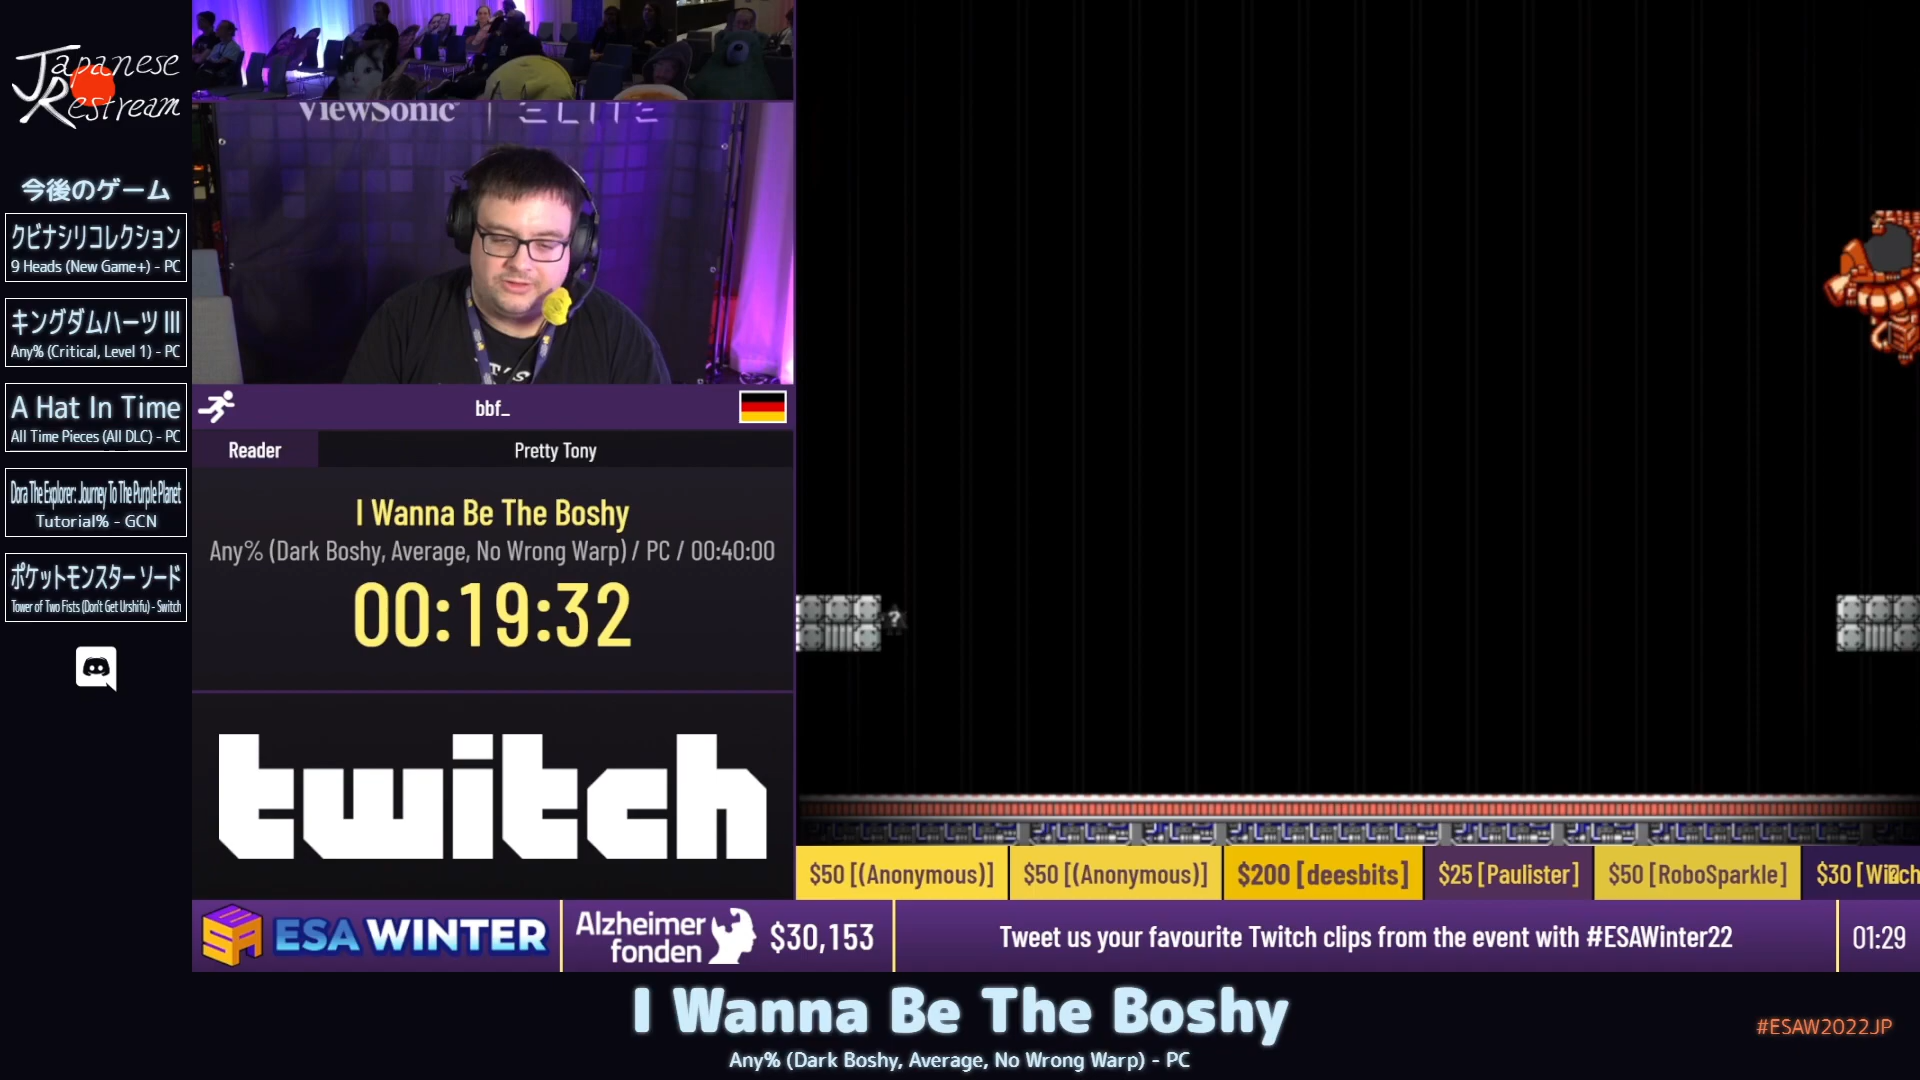 Japanese
Restream
今後のゲーム
クビナシリコレクション
9 Heads (New Game+) - PC
キングダムハーツ III
Any% (Critical, Level 1) - PC
A Hat In Time
All Time Pieces (All DLC) - PC
Dora The Explorer: Journey To The Purple Planet
Tutorial% - GCN
ポケットモンスター ソード
Tower of Two Fists (Don't Get Urshifu) - Switch
ViewSonic | ELITE
bbf_
Reader
Pretty Tony
I Wanna Be The Boshy
Any% (Dark Boshy, Average, No Wrong Warp) / PC / 00:40:00
00:19:32
twitch
?
$50 [(Anonymous)]
$50 [(Anonymous)]
$200 [deesbits]
$25 [Paulister]
$50 [RoboSparkle]
$30
ESA WINTER
Alzheimer
fonden
$30,153
Tweet us your favourite Twitch clips from the event with #ESAWinter22
01:29
I Wanna Be The Boshy
Any% (Dark Boshy, Average, No Wrong Warp) - PC
#ESAW2022JP